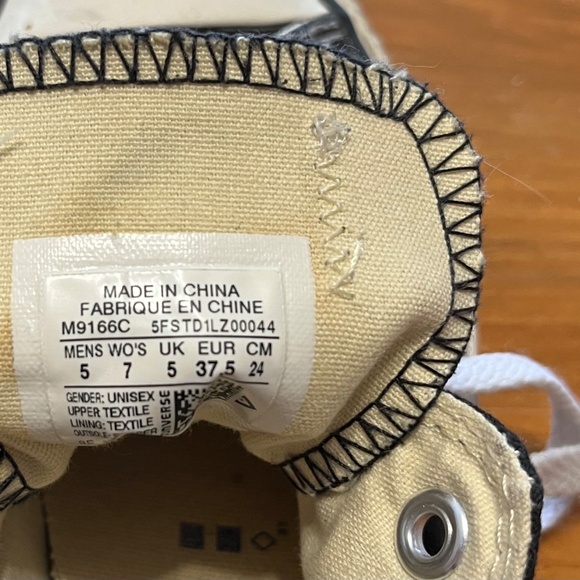 MADE IN CHINA
FABRIQUE EN CHINE
M9166C 5FSTD1LZ00044
MENS WO'S UK EUR CM
5 7 5 37.5 24
GENDER: UNISEX
UPPER TEXTILE
LINING: TEXTILE